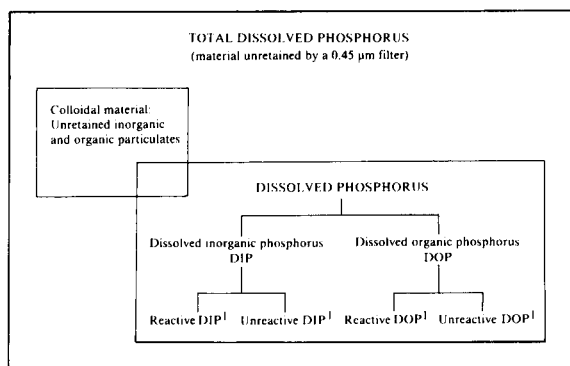 TOTAL DISSOLVED PHOSPHORUS
(material unretained by a 0.45 µm filter)
Colloidal material:
Unretained inorganic
and organic particulates
DISSOLVED PHOSPHORUS
Dissolved inorganic phosphorus
DIP
Dissolved organic phosphorus
DOP
Reactive DIP¹ Unreactive DIP¹ Reactive DOP¹ Unreactive DOP¹